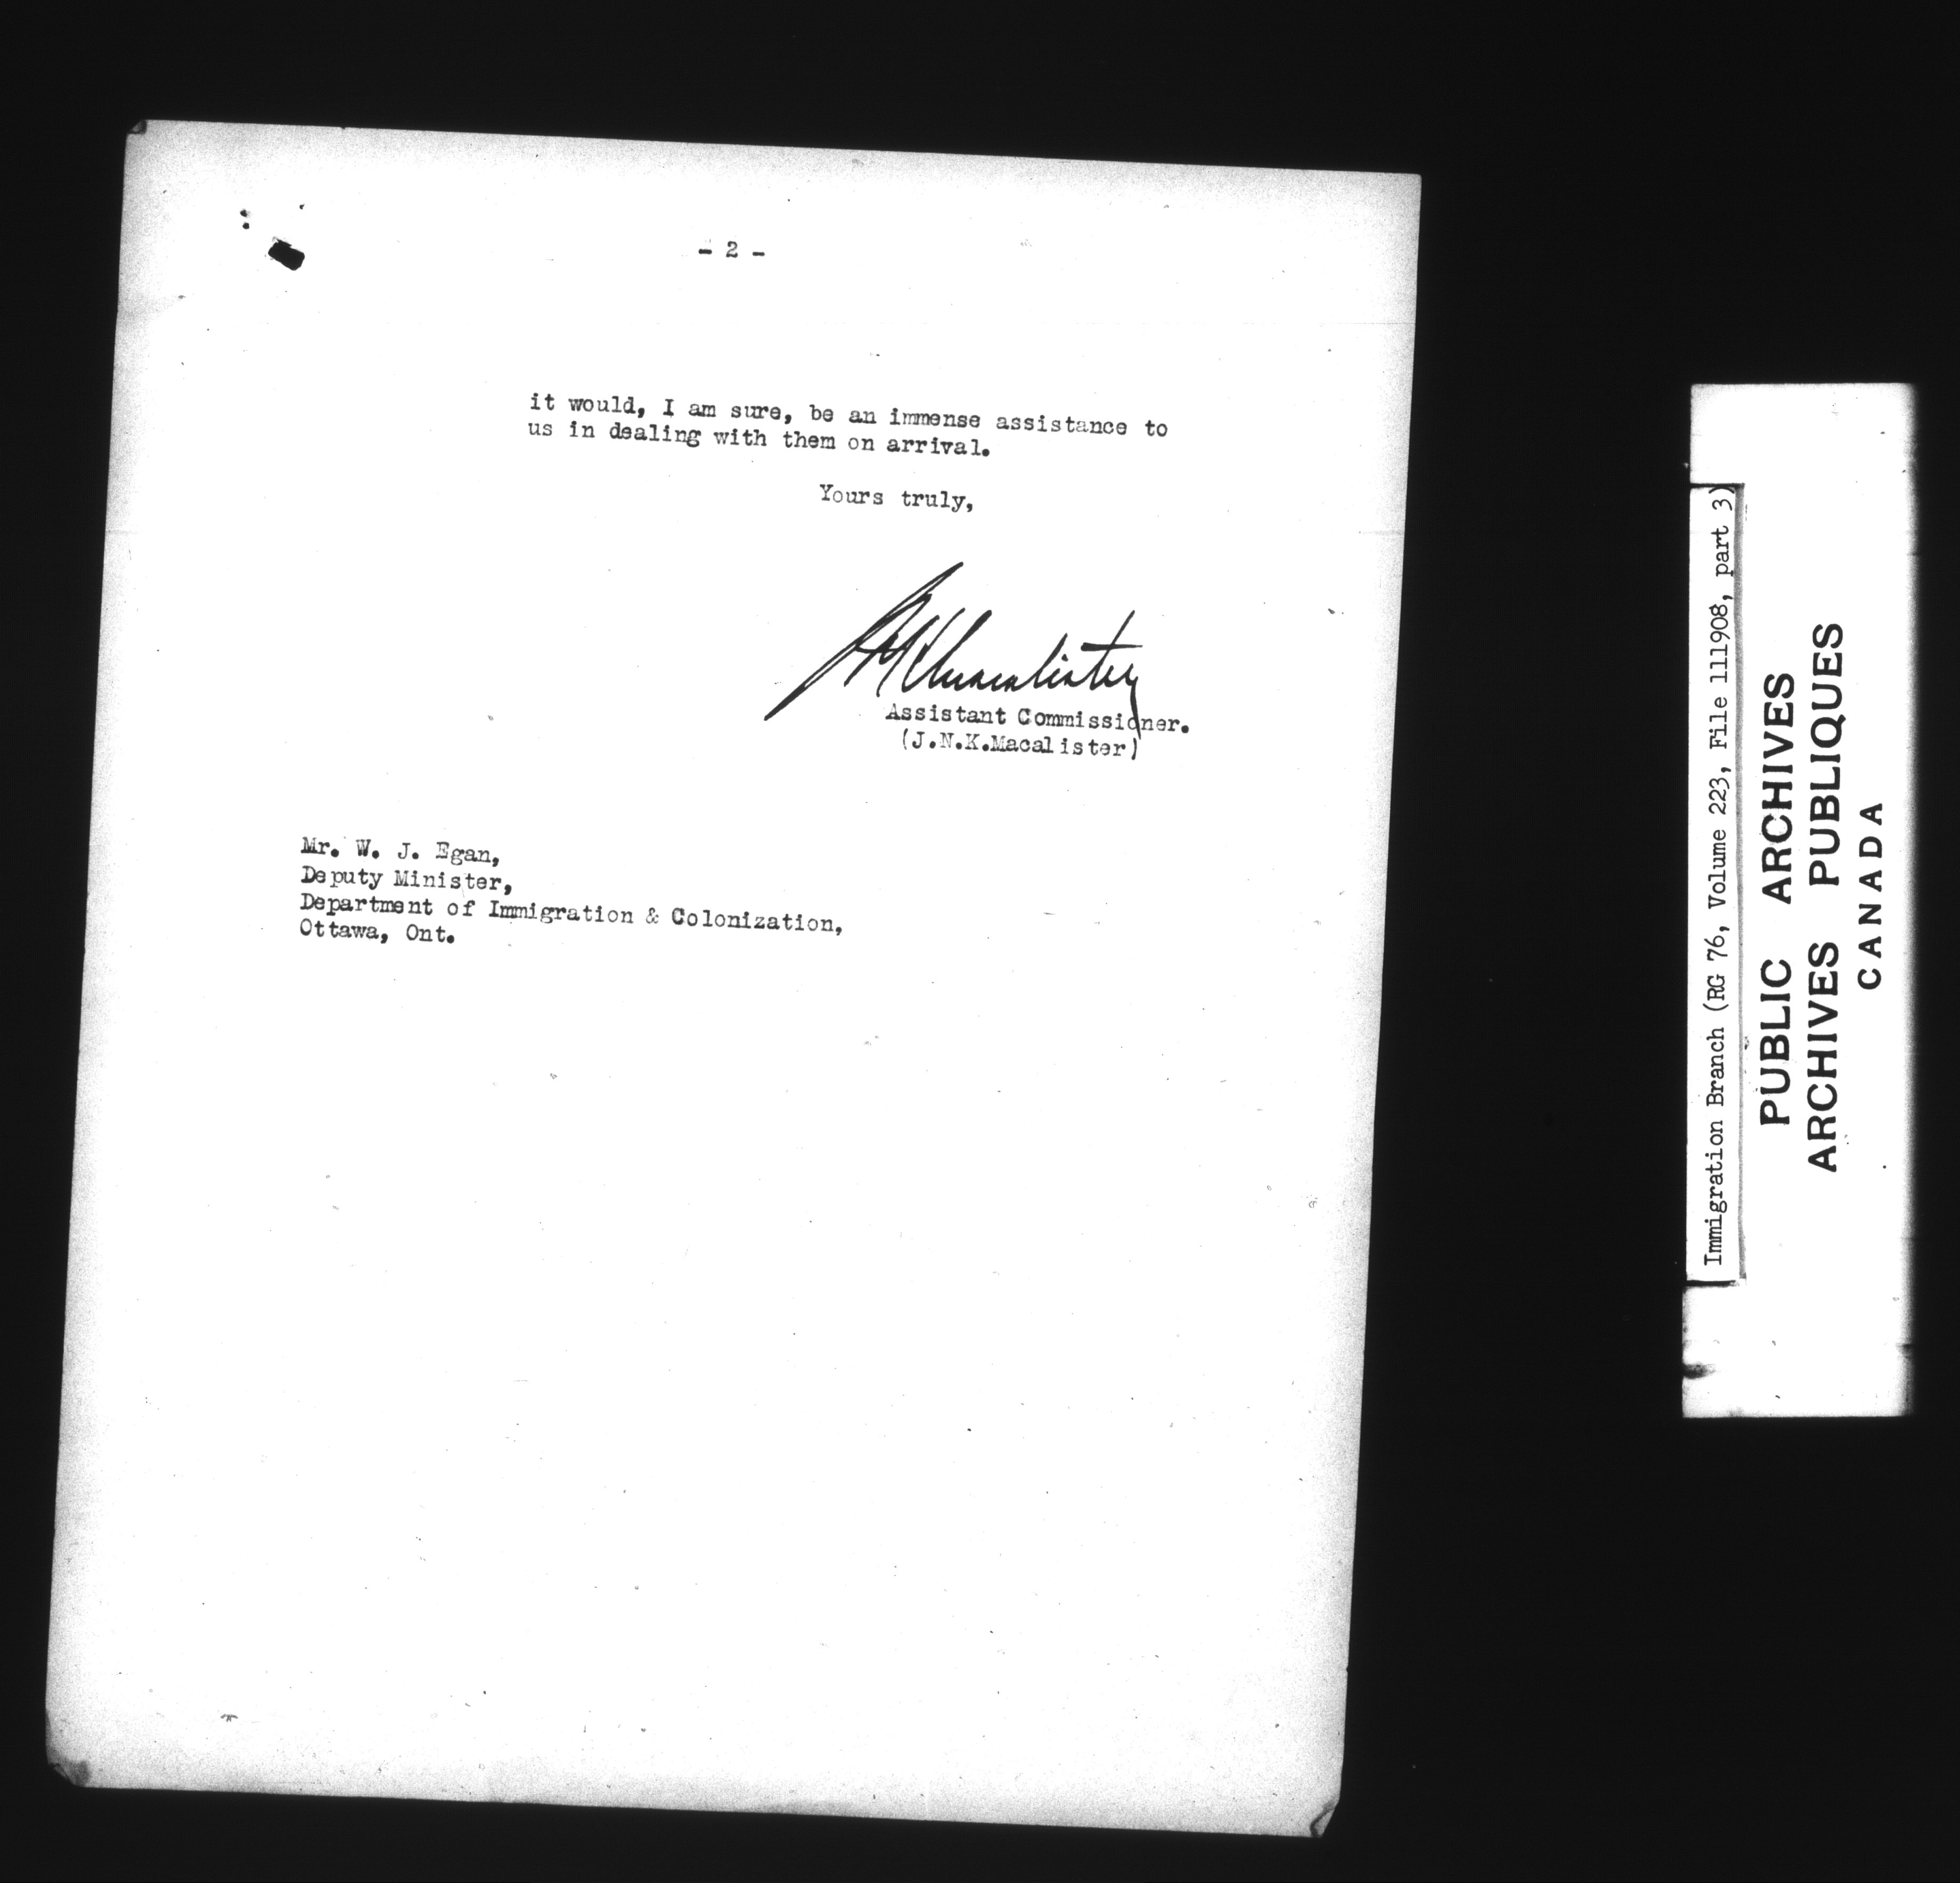 - 2 -
it would, I am sure, be an immense assistance to
us in dealing with them on arrival.
Yours truly,
Assistant Commissioner.
(J.N.K.Macalister)
Mr. W. J. Egan,
Deputy Minister,
Department of Immigration & Colonization,
Ottawa, Ont.
Immigration Branch (RG 76, Volume 223, File 111908, part 3)
PUBLIC ARCHIVES
ARCHIVES PUBLIQUES
CANADA